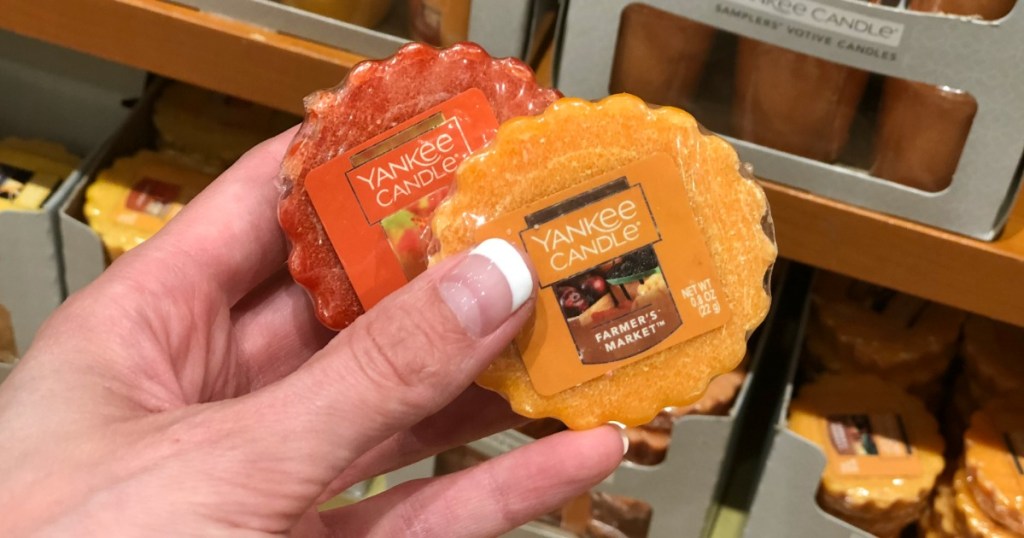 YANKEE CANDLE®
SAMPLERS® VOTIVE CANDLES
YANKEE
CANDLE®
YANKEE
CANDLE®
NET WT
0.8 OZ
(22 g)
FARMER'S
MARKET™